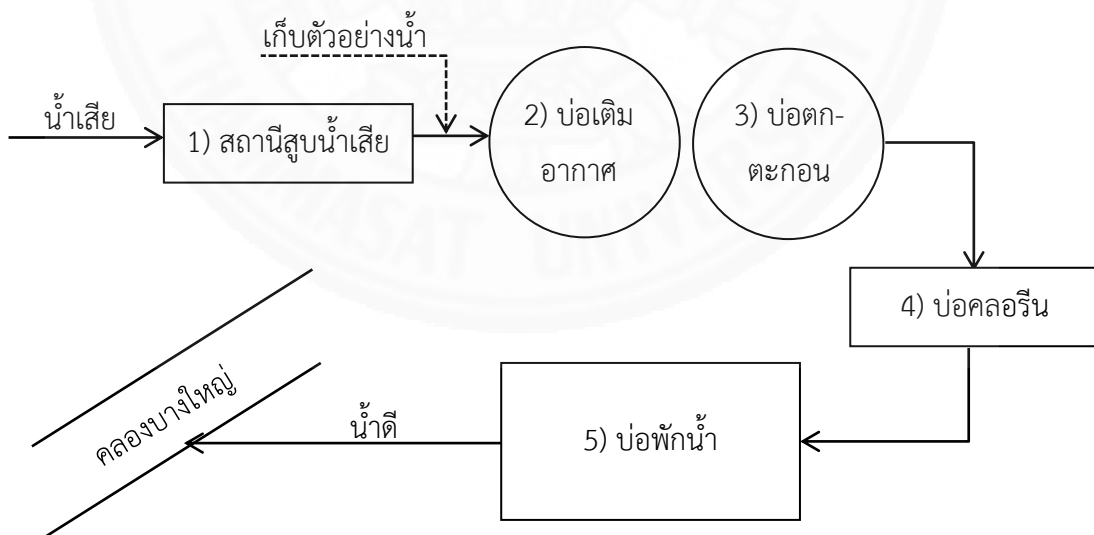 เก็บตัวอย่างน้ำ
น้ำเสีย
1) สถานีสูบน้ำเสีย
2) บ่อเติม
อากาศ
3) บ่อตก-
ตะกอน
4) บ่อคลอรีน
คลองบางใหญ่
น้ำดี
5) บ่อพักน้ำ